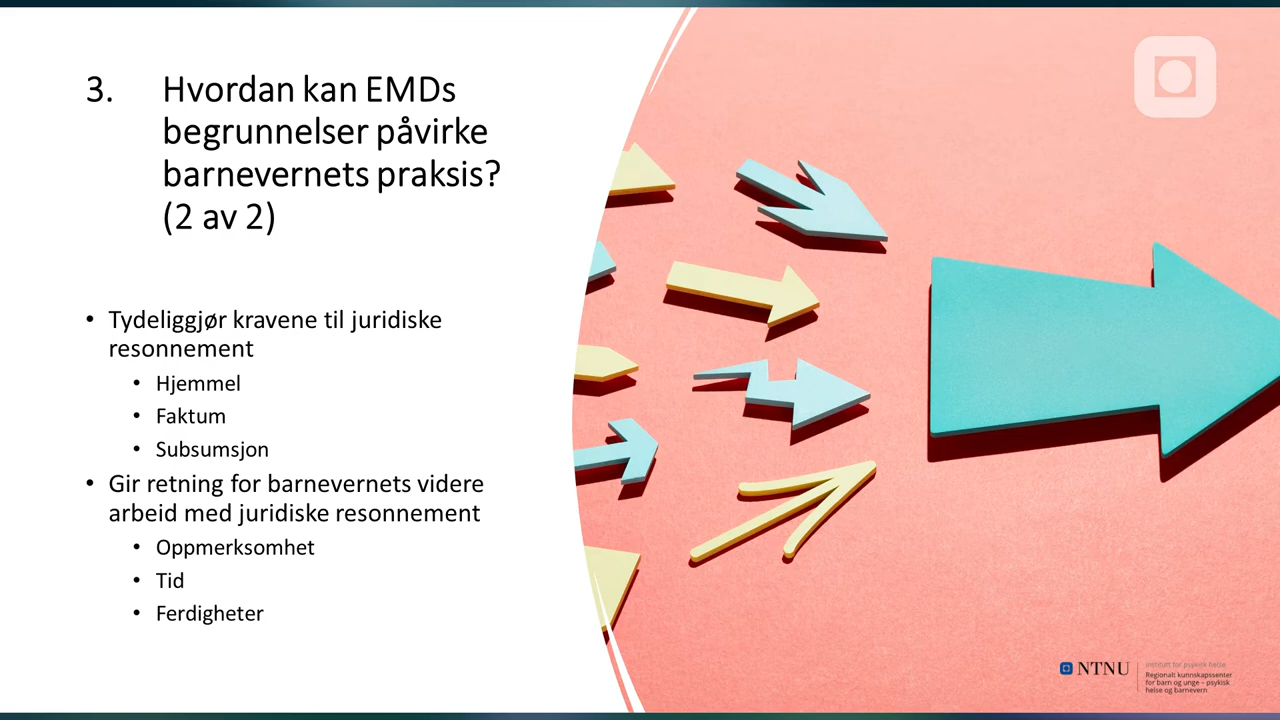 3. Hvordan kan EMDs
begrunnelser påvirke
barnevernets praksis?
(2 av 2)
• Tydeliggjør kravene til juridiske
resonnement
• Hjemmel
• Faktum
• Subsumsjon
• Gir retning for barnevernets videre
arbeid med juridiske resonnement
• Oppmerksomhet
• Tid
• Ferdigheter
NTNU
Institutt for psykisk helse
Regionalt kunnskapssenter
for barn og unge – psykisk
helse og barnevern